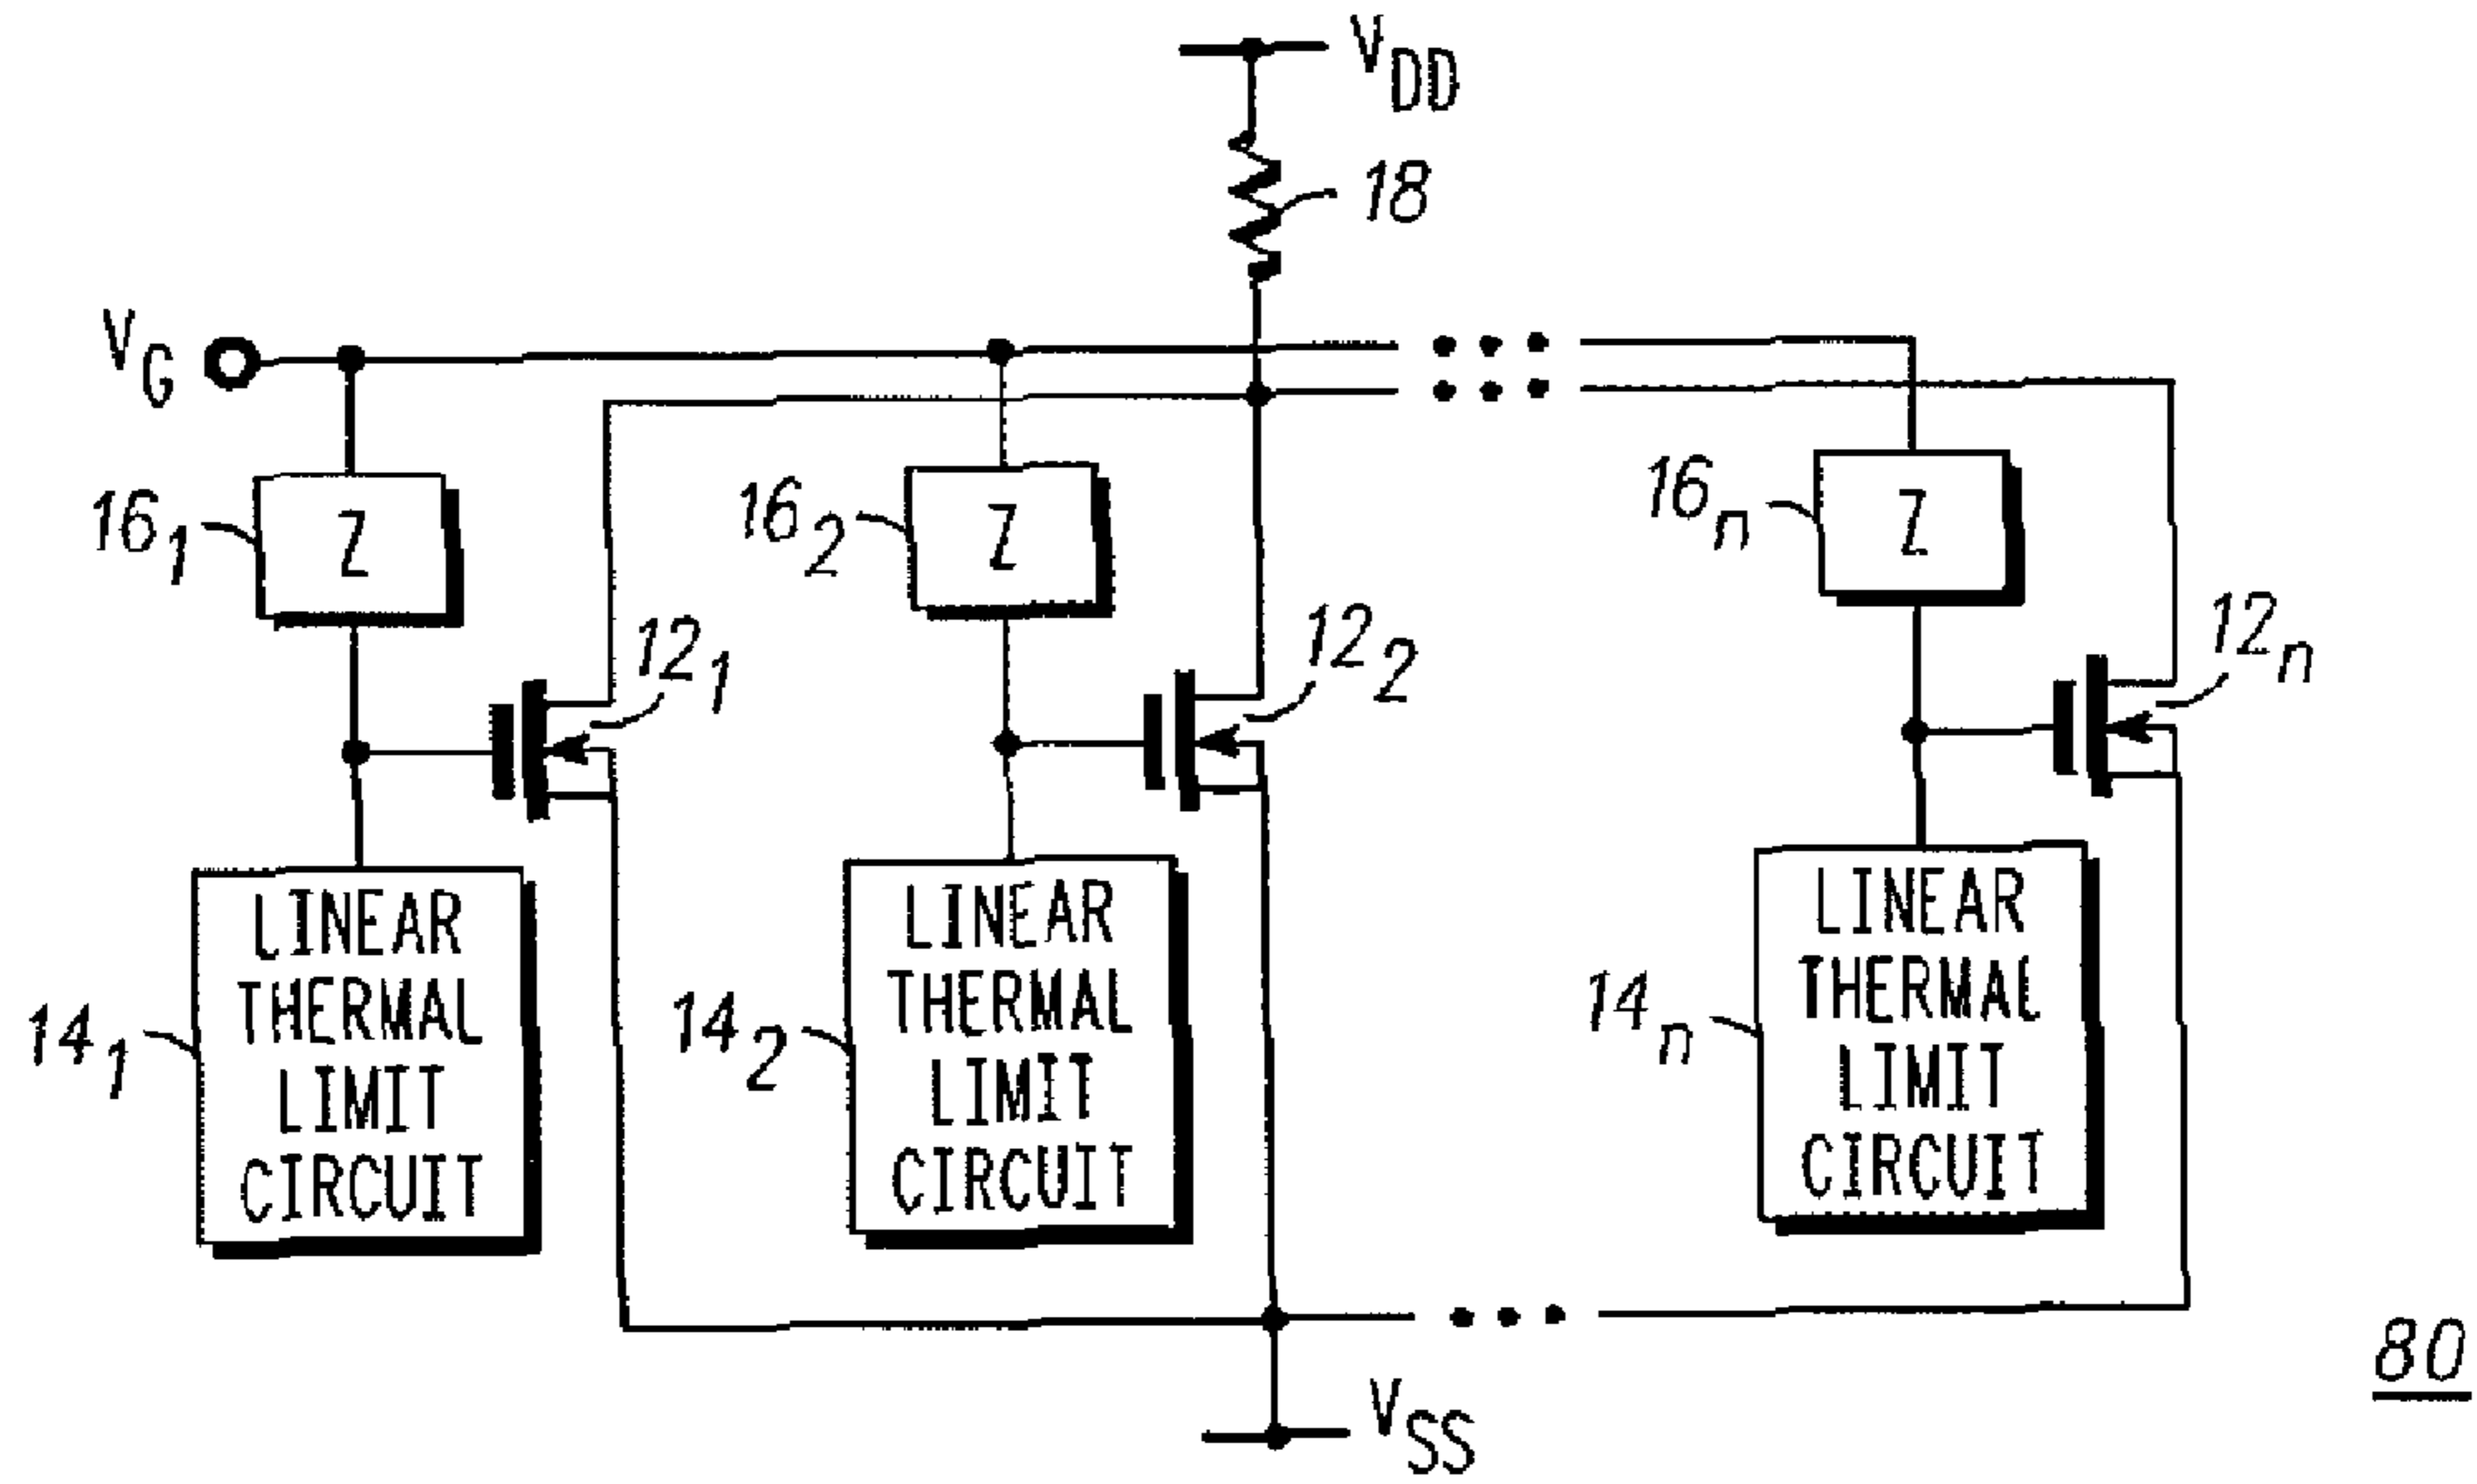 VDD
18
VG
161
Z
162
Z
16n
Z
121
122
12n
141
LINEAR
THERMAL
LIMIT
CIRCUIT
142
LINEAR
THERMAL
LIMIT
CIRCUIT
14n
LINEAR
THERMAL
LIMIT
CIRCUIT
VSS
80